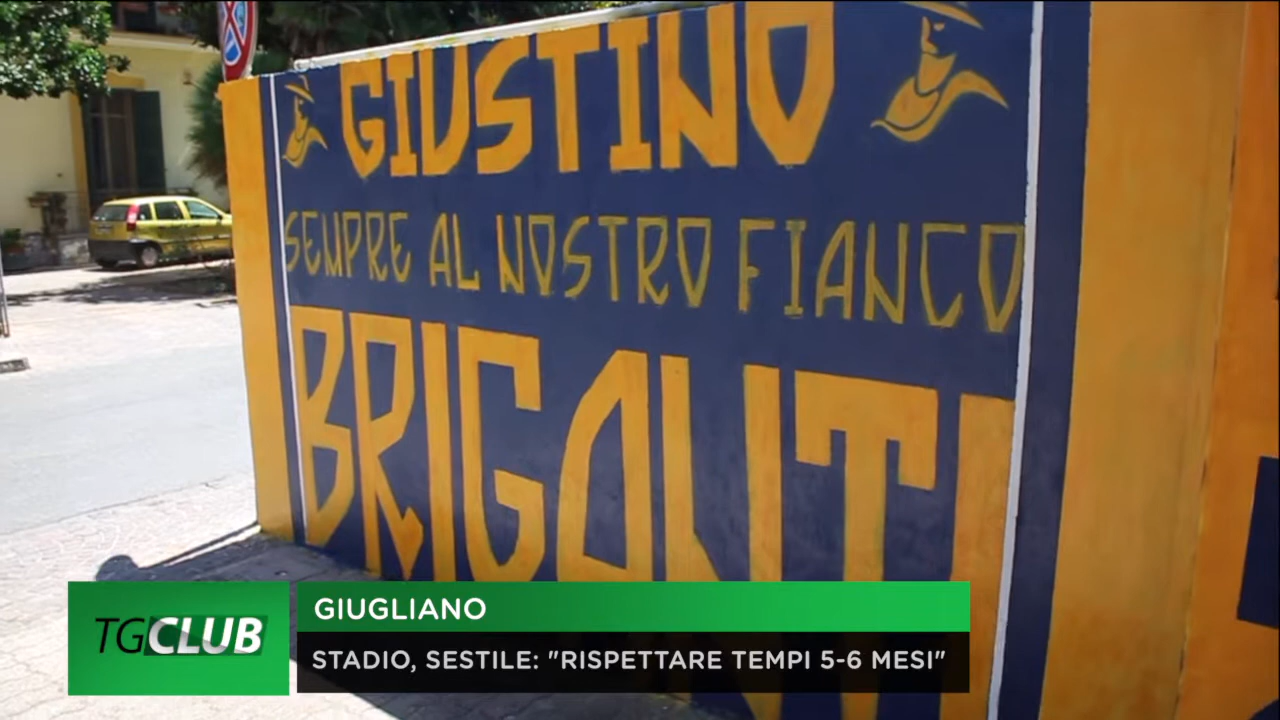 GIUSTINO
SEMPRE AL NOSTRO FIANCO
BRIGANTI
TGCLUB
GIUGLIANO
STADIO, SESTILE: "RISPETTARE TEMPI 5-6 MESI"